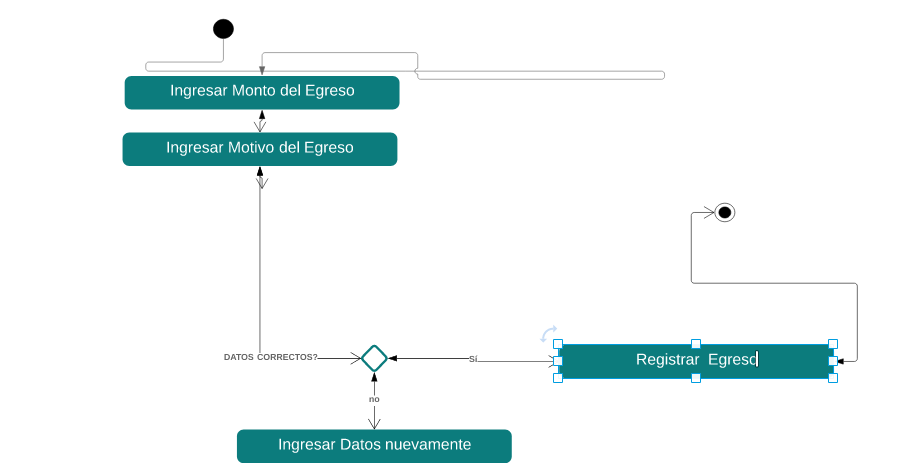 Ingresar Monto del Egreso
Ingresar Motivo del Egreso
DATOS CORRECTOS?
Sí
Registrar  Egreso
no
Ingresar Datos nuevamente